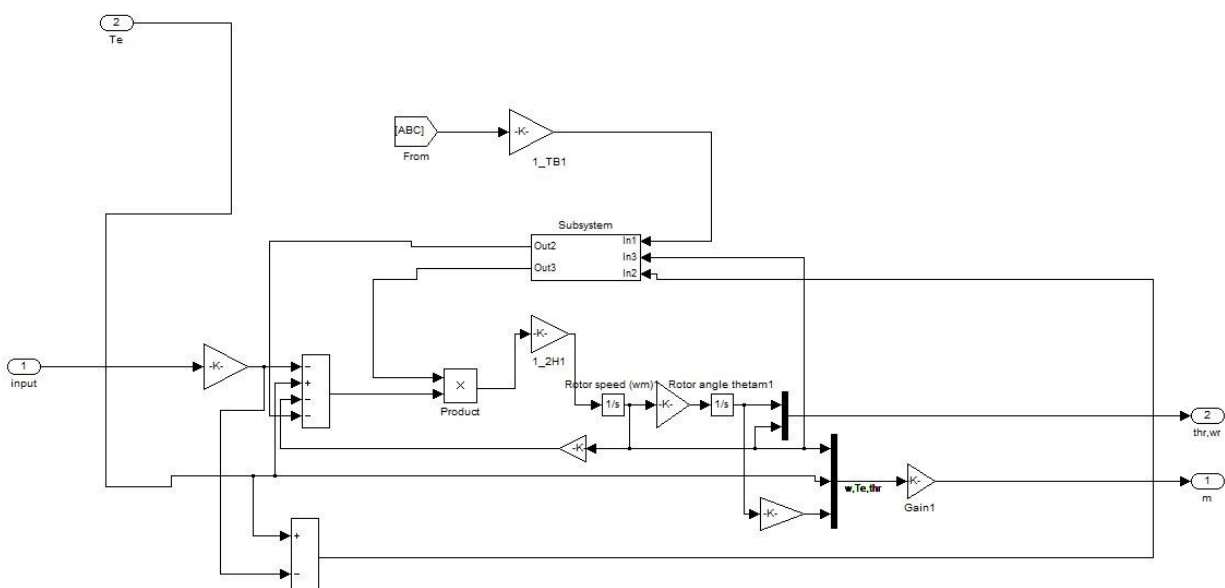 2
Te
[ABC]
From
-K-
1_TB1
Subsystem
Out2
Out3
In1
In3
In2
1
input
-K-
-
+
-
-
×
Product
-K-
1_2H1
Rotor speed (wm)1
1/s
-K-
Rotor angle thetam1
1/s
-K
2
thr,wr
w,Te,thr
-K-
K-
Gain1
1
m
+
-